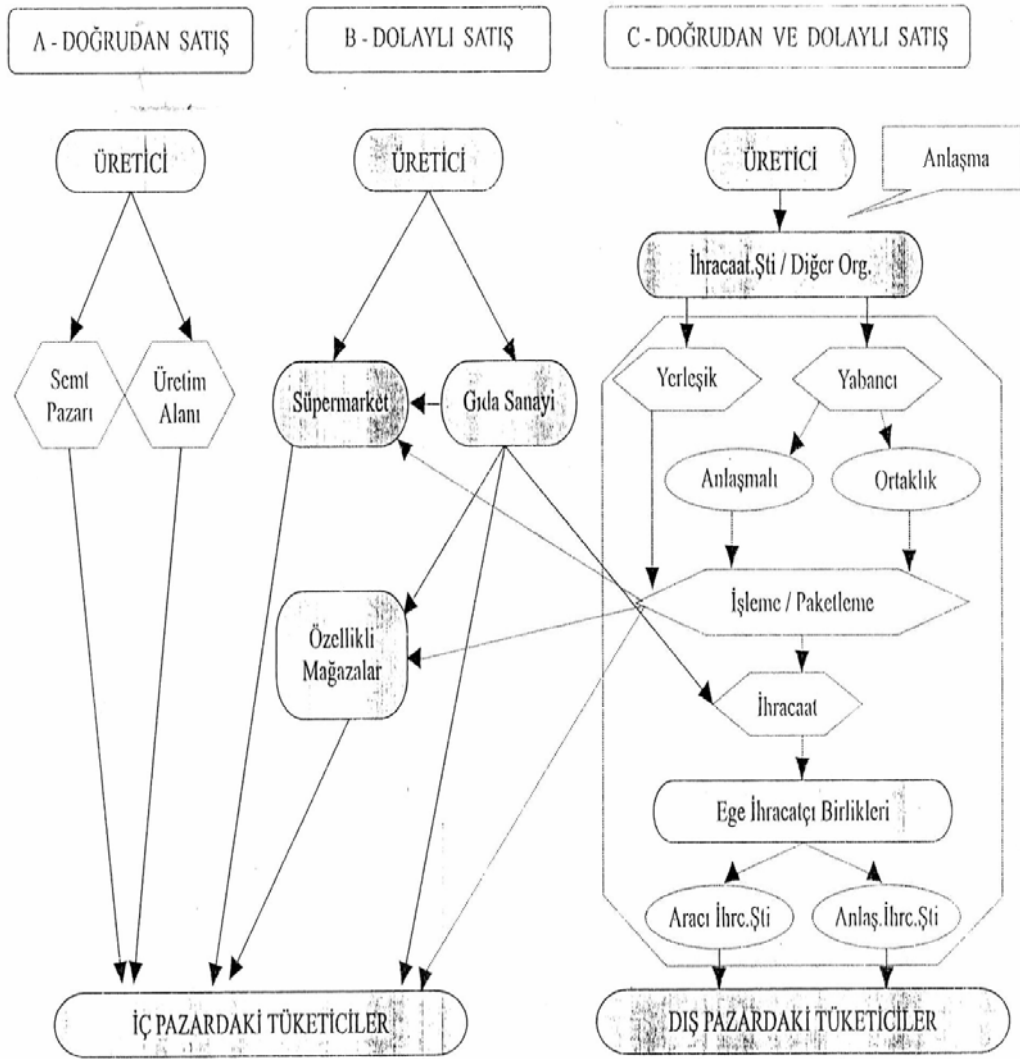 A - DOĞRUDAN SATIŞ
B - DOLAYLI SATIŞ
C - DOĞRUDAN VE DOLAYLI SATIŞ
ÜRETİCİ
ÜRETİCİ
ÜRETİCİ
Anlaşma
İhracaat.Şti / Diğer Org.
Semt
Pazarı
Üretim
Alanı
Süpermarket
Gıda Sanayi
Yerleşik
Yabancı
Anlaşmalı
Ortaklık
Özellikli
Mağazalar
İşleme / Paketleme
İhracaat
Ege İhracatçı Birlikleri
Aracı İhrc.Şti
Anlaş.İhrc.Şti
İÇ PAZARDAKİ TÜKETİCİLER
DIŞ PAZARDAKİ TÜKETİCİLER